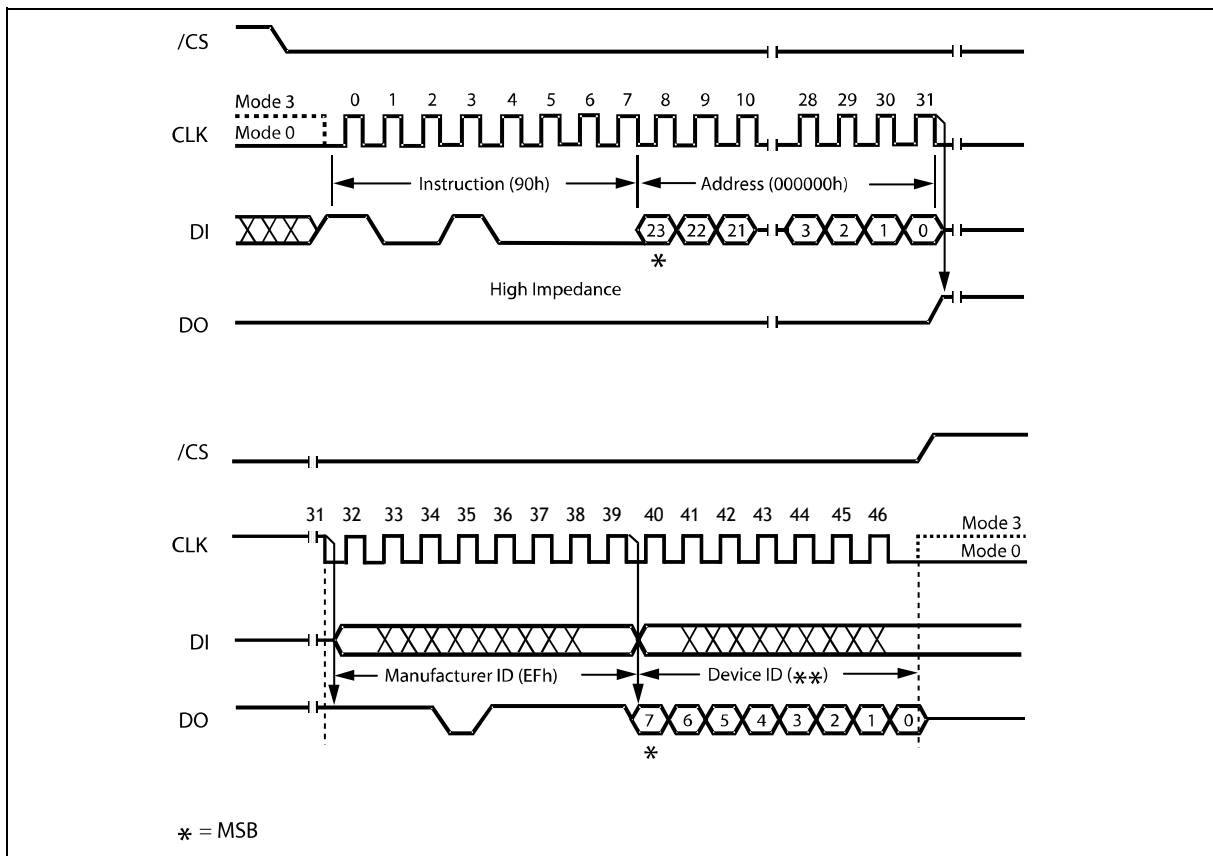 /CS
0 1 2 3 4 5 6 7 8 9 10 28 29 30 31
Mode 3
CLK
Mode 0
Instruction (90h) Address (000000h)
DI
23 22 21 3 2 1 0
*
High Impedance
DO
/CS
31 32 33 34 35 36 37 38 39 40 41 42 43 44 45 46
Mode 3
CLK
Mode 0
DI
Manufacturer ID (EFh) Device ID (**)
DO
7 6 5 4 3 2 1 0
*
* = MSB